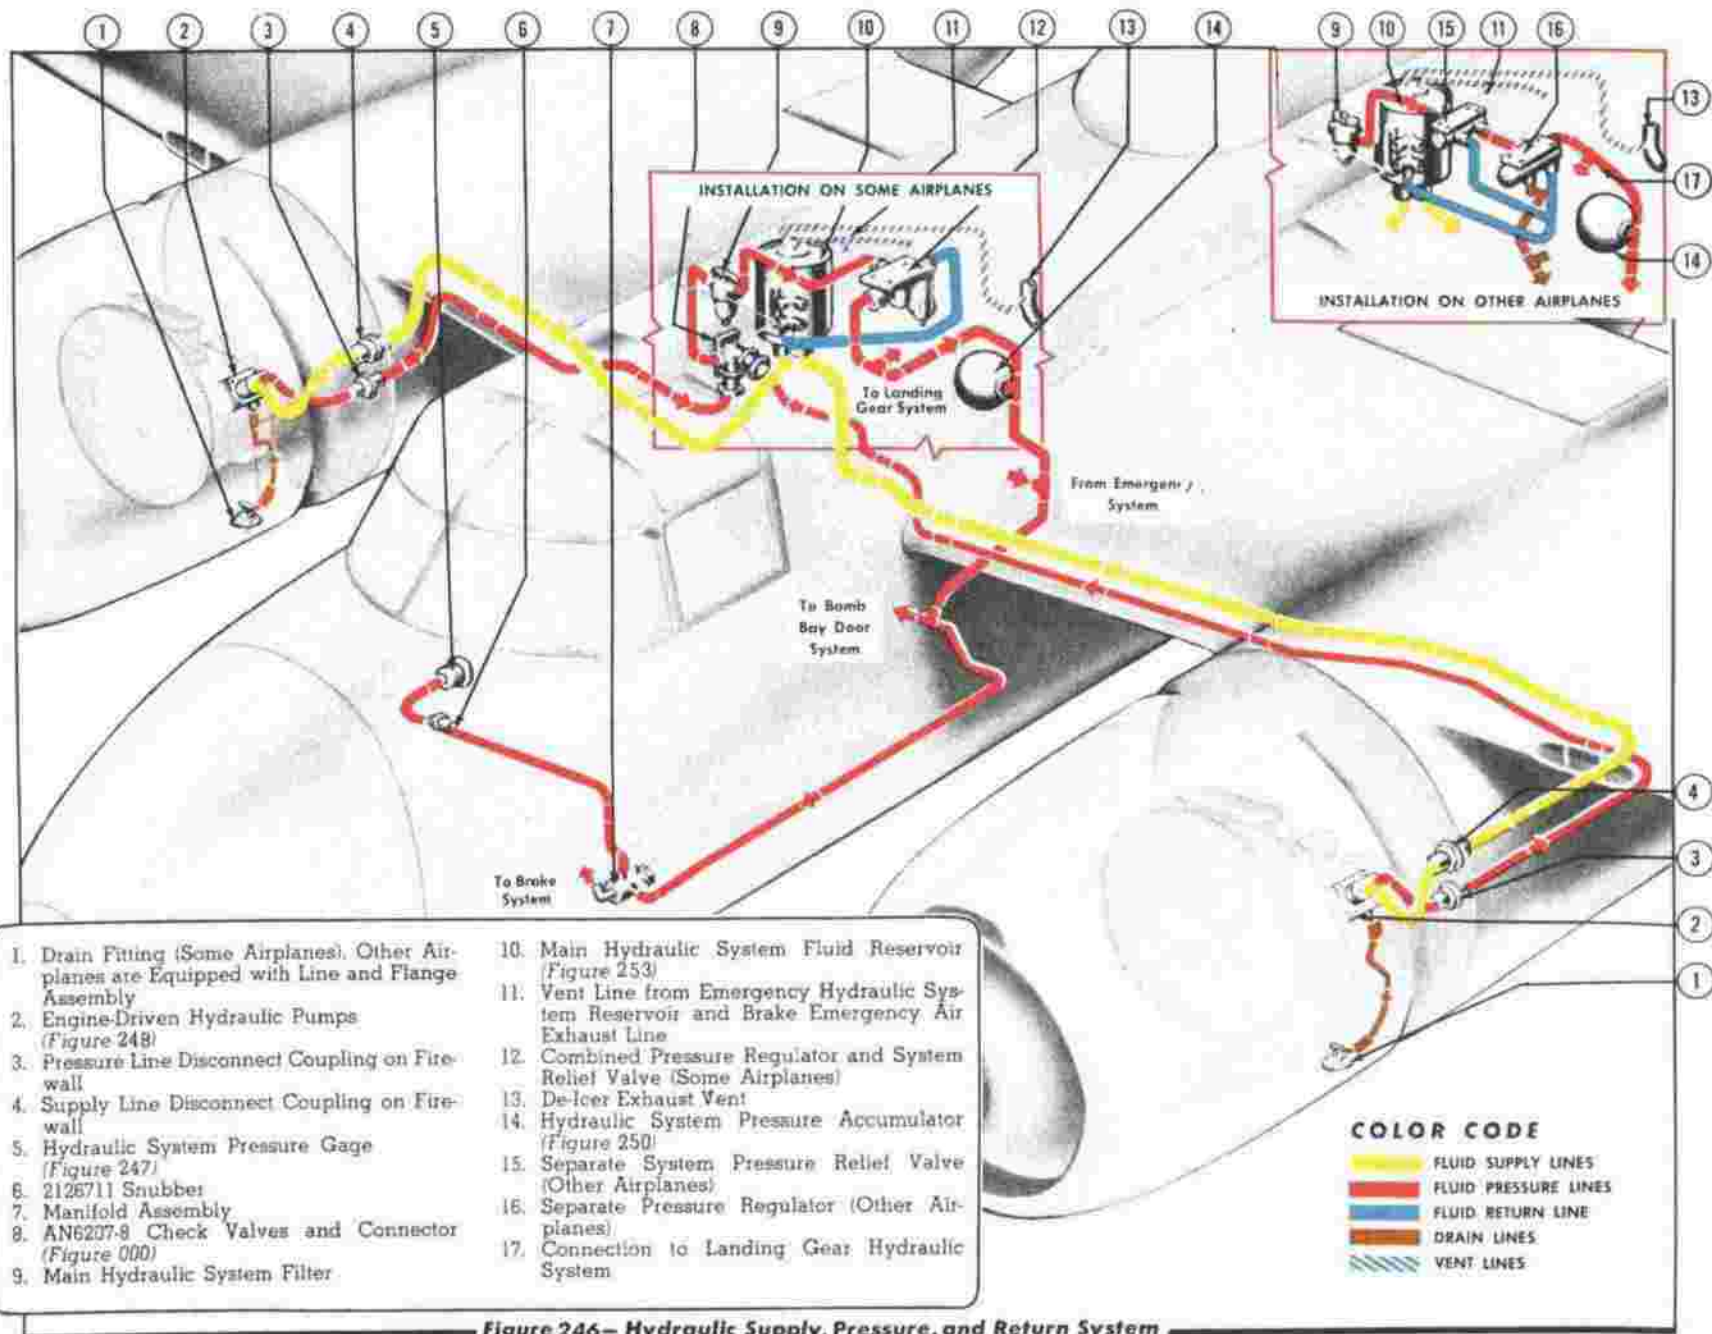 1 2 3 4 5 6 7 8 9 10 11 12 13 14 9 10 15 11 16
13
17
14
INSTALLATION ON SOME AIRPLANES
INSTALLATION ON OTHER AIRPLANES
To Landing
Gear System
From Emergency
System
To Bomb
Bay Door
System
To Brake
System
4
3
2
1
1. Drain Fitting (Some Airplanes). Other Air-
planes are Equipped with Line and Flange
Assembly
2. Engine-Driven Hydraulic Pumps
(Figure 248)
3. Pressure Line Disconnect Coupling on Fire-
wall
4. Supply Line Disconnect Coupling on Fire-
wall
5. Hydraulic System Pressure Gage
(Figure 247)
6. 2126711 Snubber
7. Manifold Assembly
8. AN6207-8 Check Valves and Connector
(Figure 000)
9. Main Hydraulic System Filter
10. Main Hydraulic System Fluid Reservoir
(Figure 253)
11. Vent Line from Emergency Hydraulic Sys-
tem Reservoir and Brake Emergency Air
Exhaust Line
12. Combined Pressure Regulator and System
Relief Valve (Some Airplanes)
13. De-Icer Exhaust Vent
14. Hydraulic System Pressure Accumulator
(Figure 250)
15. Separate System Pressure Relief Valve
(Other Airplanes)
16. Separate Pressure Regulator (Other Air-
planes)
17. Connection to Landing Gear Hydraulic
System
COLOR CODE
FLUID SUPPLY LINES
FLUID PRESSURE LINES
FLUID RETURN LINE
DRAIN LINES
VENT LINES
Figure 246—Hydraulic Supply, Pressure, and Return System